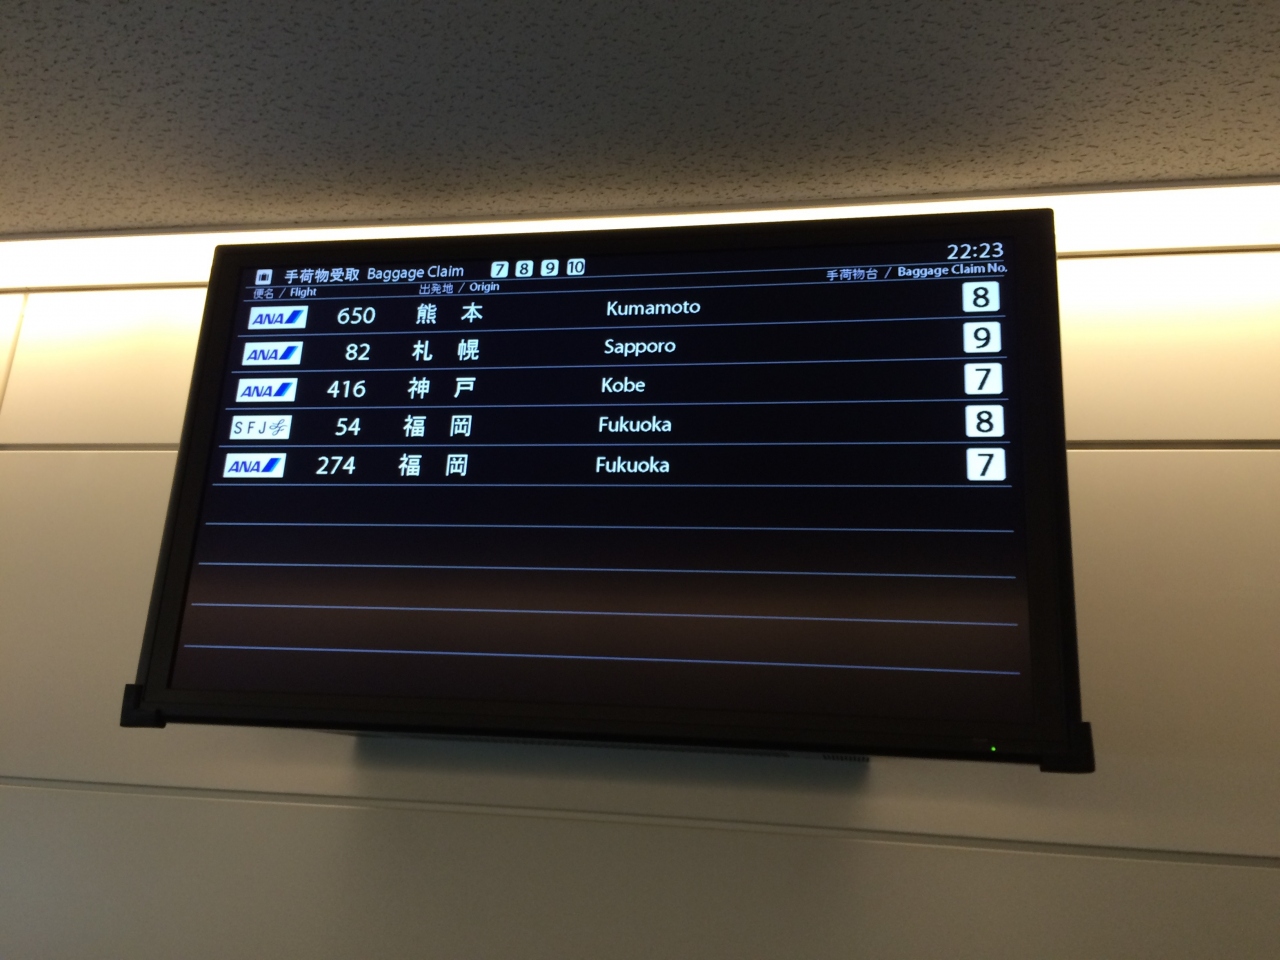 22:23
手荷物受取 Baggage Claim 7 8 9 10
便名 / Flight 出発地 / Origin 手荷物台 / Baggage Claim No.
ANA 650 熊本 Kumamoto 8
ANA 82 札幌 Sapporo 9
ANA 416 神戸 Kobe 7
SFJ 54 福岡 Fukuoka 8
ANA 274 福岡 Fukuoka 7